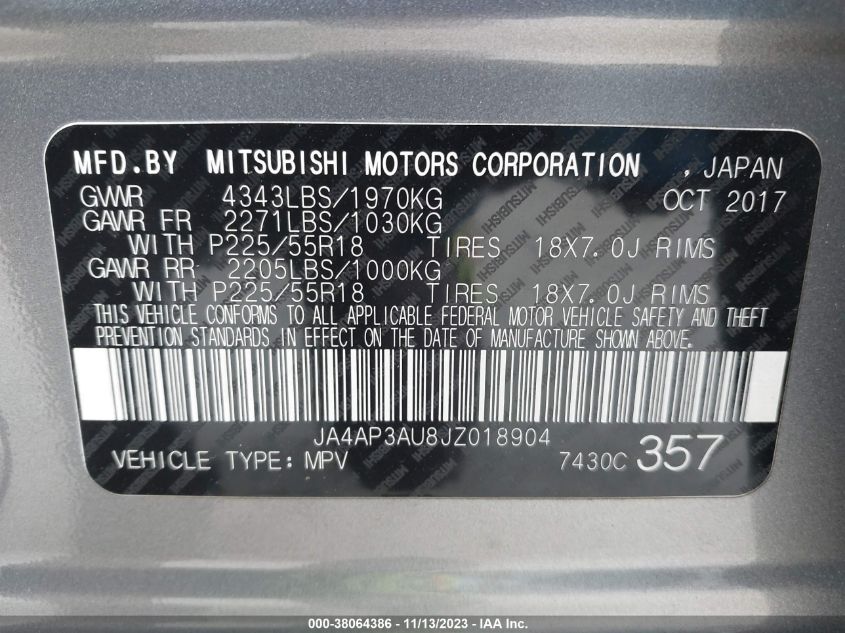 MFD.BY MITSUBISHI MOTORS CORPORATION , JAPAN
GVWR 4343LBS/1970KG OCT 2017
GAWR FR 2271LBS/1030KG
WITH P225/55R18 TIRES 18X7.0J RIMS
GAWR RR 2205LBS/1000KG
WITH P225/55R18 TIRES 18X7.0J RIMS
THIS VEHICLE CONFORMS TO ALL APPLICABLE FEDERAL MOTOR VEHICLE SAFETY AND THEFT
PREVENTION STANDARDS IN EFFECT ON THE DATE OF MANUFACTURE SHOWN ABOVE.
JA4AP3AU8JZ018904
VEHICLE TYPE: MPV 7430C 357
000-38064386 - 11/13/2023 - IAA Inc.